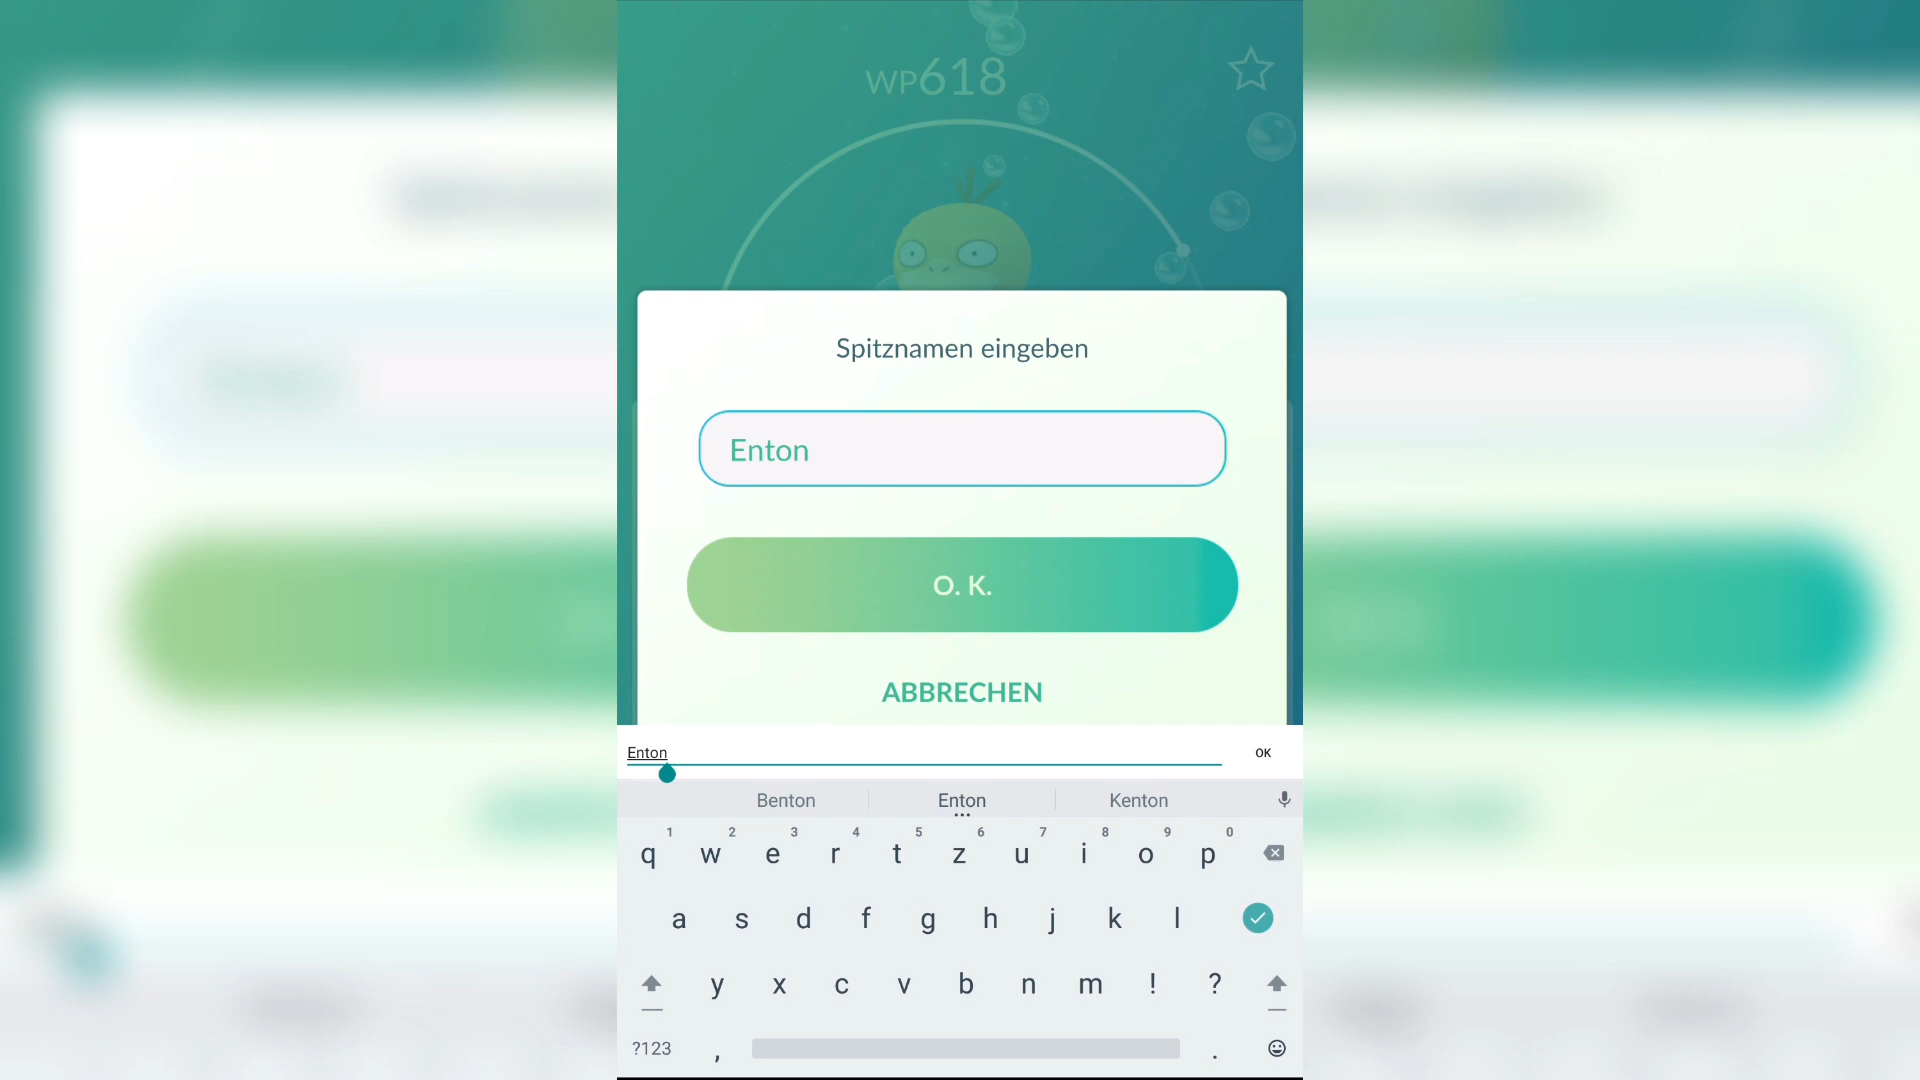 WP618
Spitznamen eingeben
Enton
O. K.
ABBRECHEN
Enton OK
Benton Enton Kenton
1 2 3 4 5 6 7 8 9 0
q w e r t z u i o p
a s d f g h j k l
y x c v b n m ! ?
?123 , .